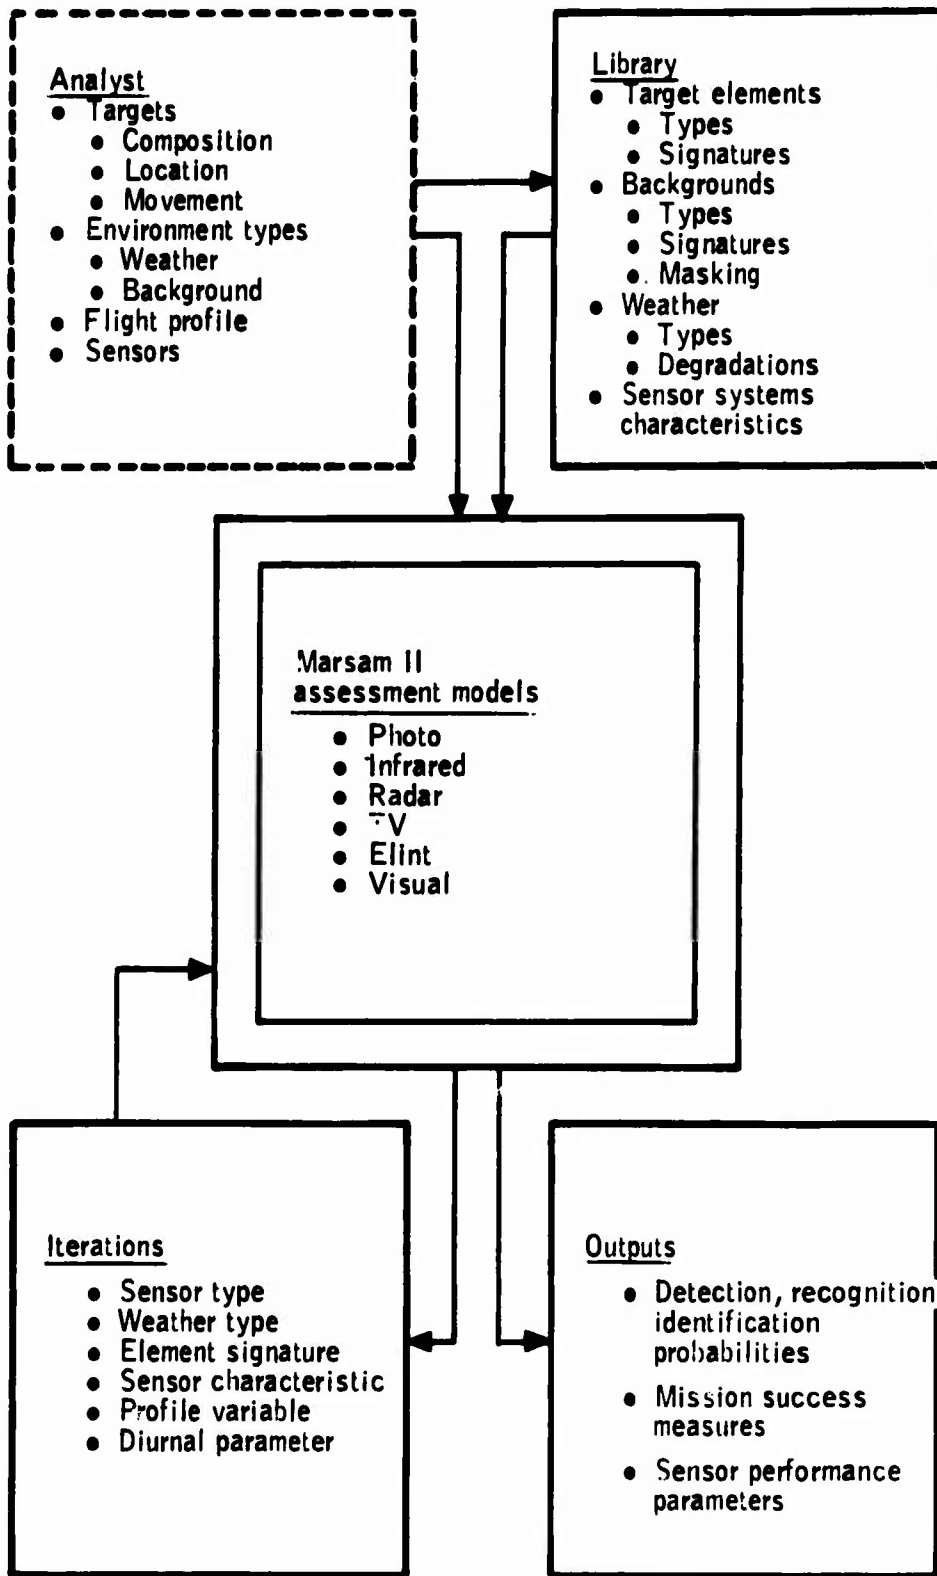 Analyst
• Targets
• Composition
• Location
• Movement
• Environment types
• Weather
• Background
• Flight profile
• Sensors
Library
• Target elements
• Types
• Signatures
• Backgrounds
• Types
• Signatures
• Masking
• Weather
• Types
• Degradations
• Sensor systems
characteristics
Marsam II
assessment models
• Photo
• Infrared
• Radar
• TV
• Elint
• Visual
Iterations
• Sensor type
• Weather type
• Element signature
• Sensor characteristic
• Profile variable
• Diurnal parameter
Outputs
• Detection, recognition
identification
probabilities
• Mission success
measures
• Sensor performance
parameters